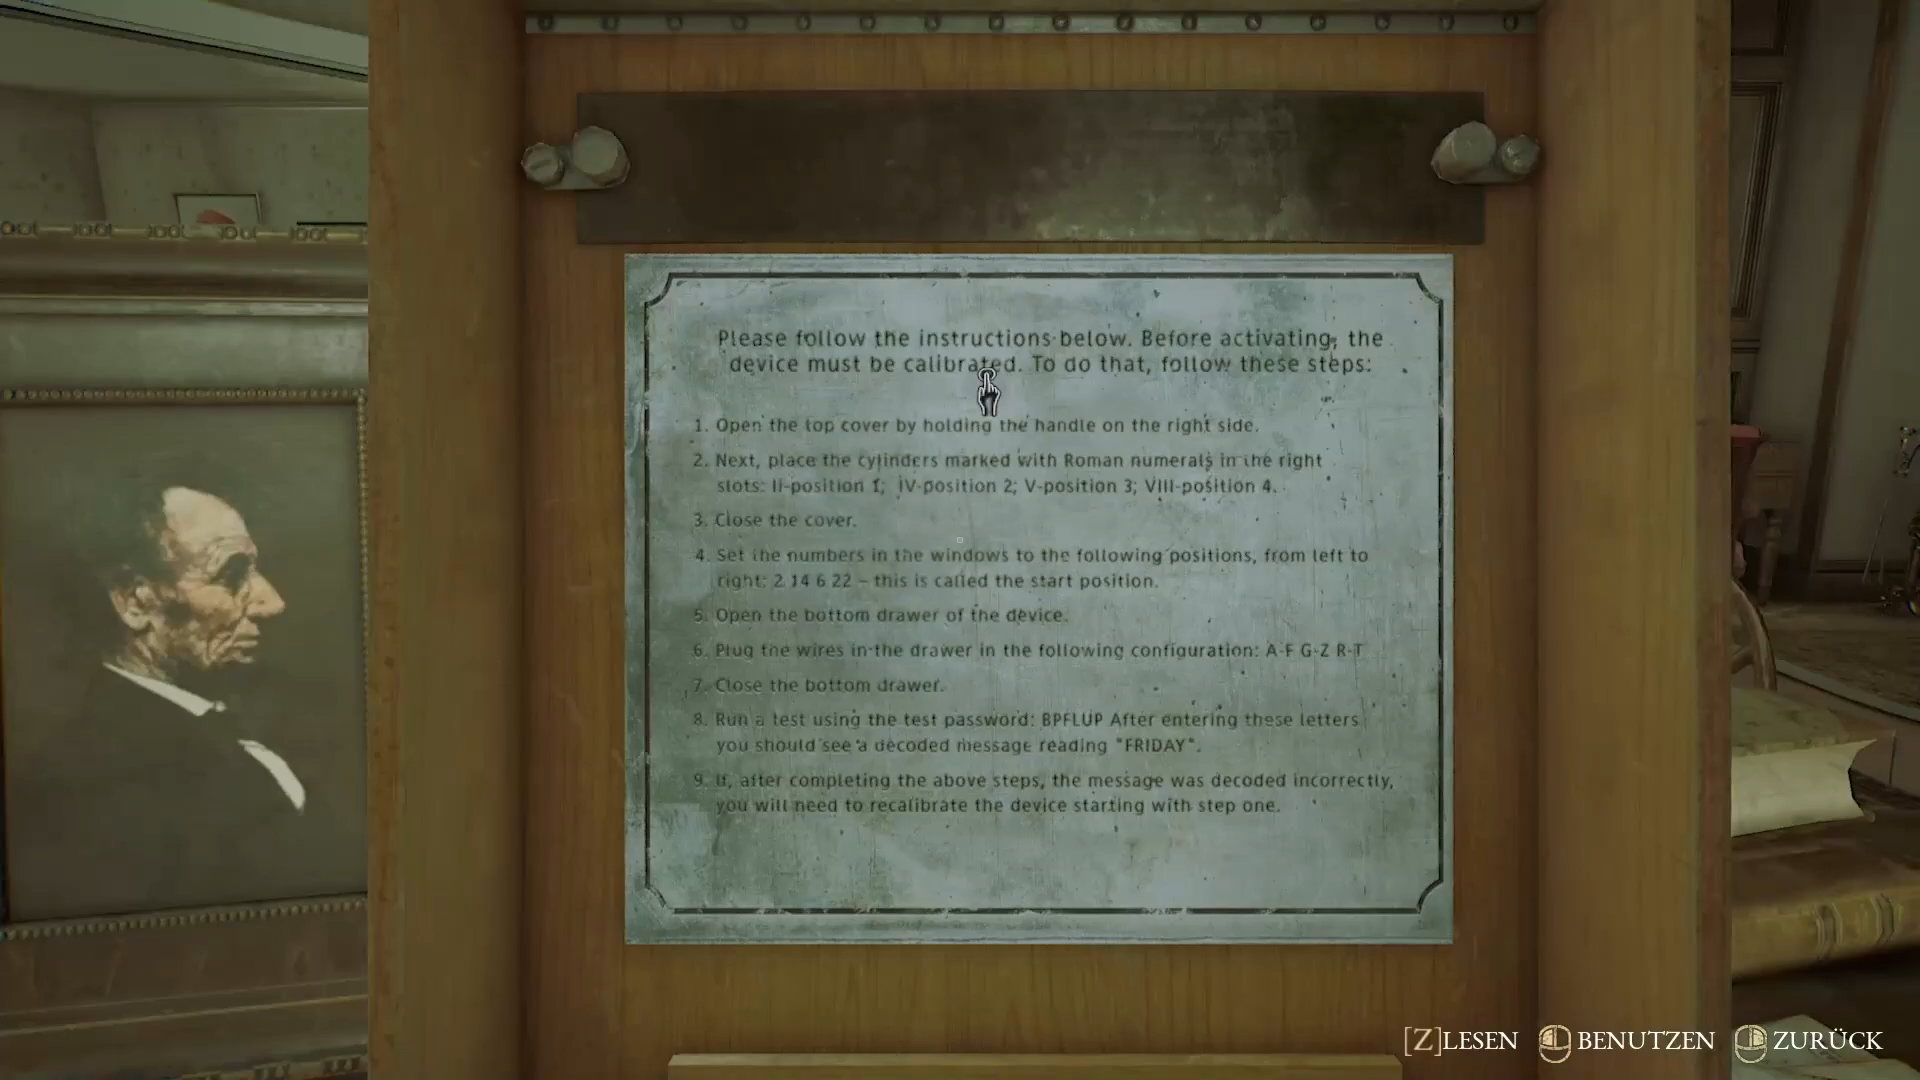 Please follow the instructions below. Before activating, the
device must be calibrated. To do that, follow these steps:
1. Open the top cover by holding the handle on the right side.
2. Next, place the cylinders marked with Roman numerals in the right
slots: II-position 1; IV-position 2; V-position 3; VIII-position 4.
3. Close the cover.
4. Set the numbers in the windows to the following positions, from left to
right: 2 14 6 22 – this is called the start position.
5. Open the bottom drawer of the device.
6. Plug the wires in the drawer in the following configuration: A-F G-Z R-T
7. Close the bottom drawer.
8. Run a test using the test password: BPFLUP After entering these letters
you should see a decoded message reading "FRIDAY".
9. If, after completing the above steps, the message was decoded incorrectly,
you will need to recalibrate the device starting with step one.
[Z]LESEN BENUTZEN ZURÜCK